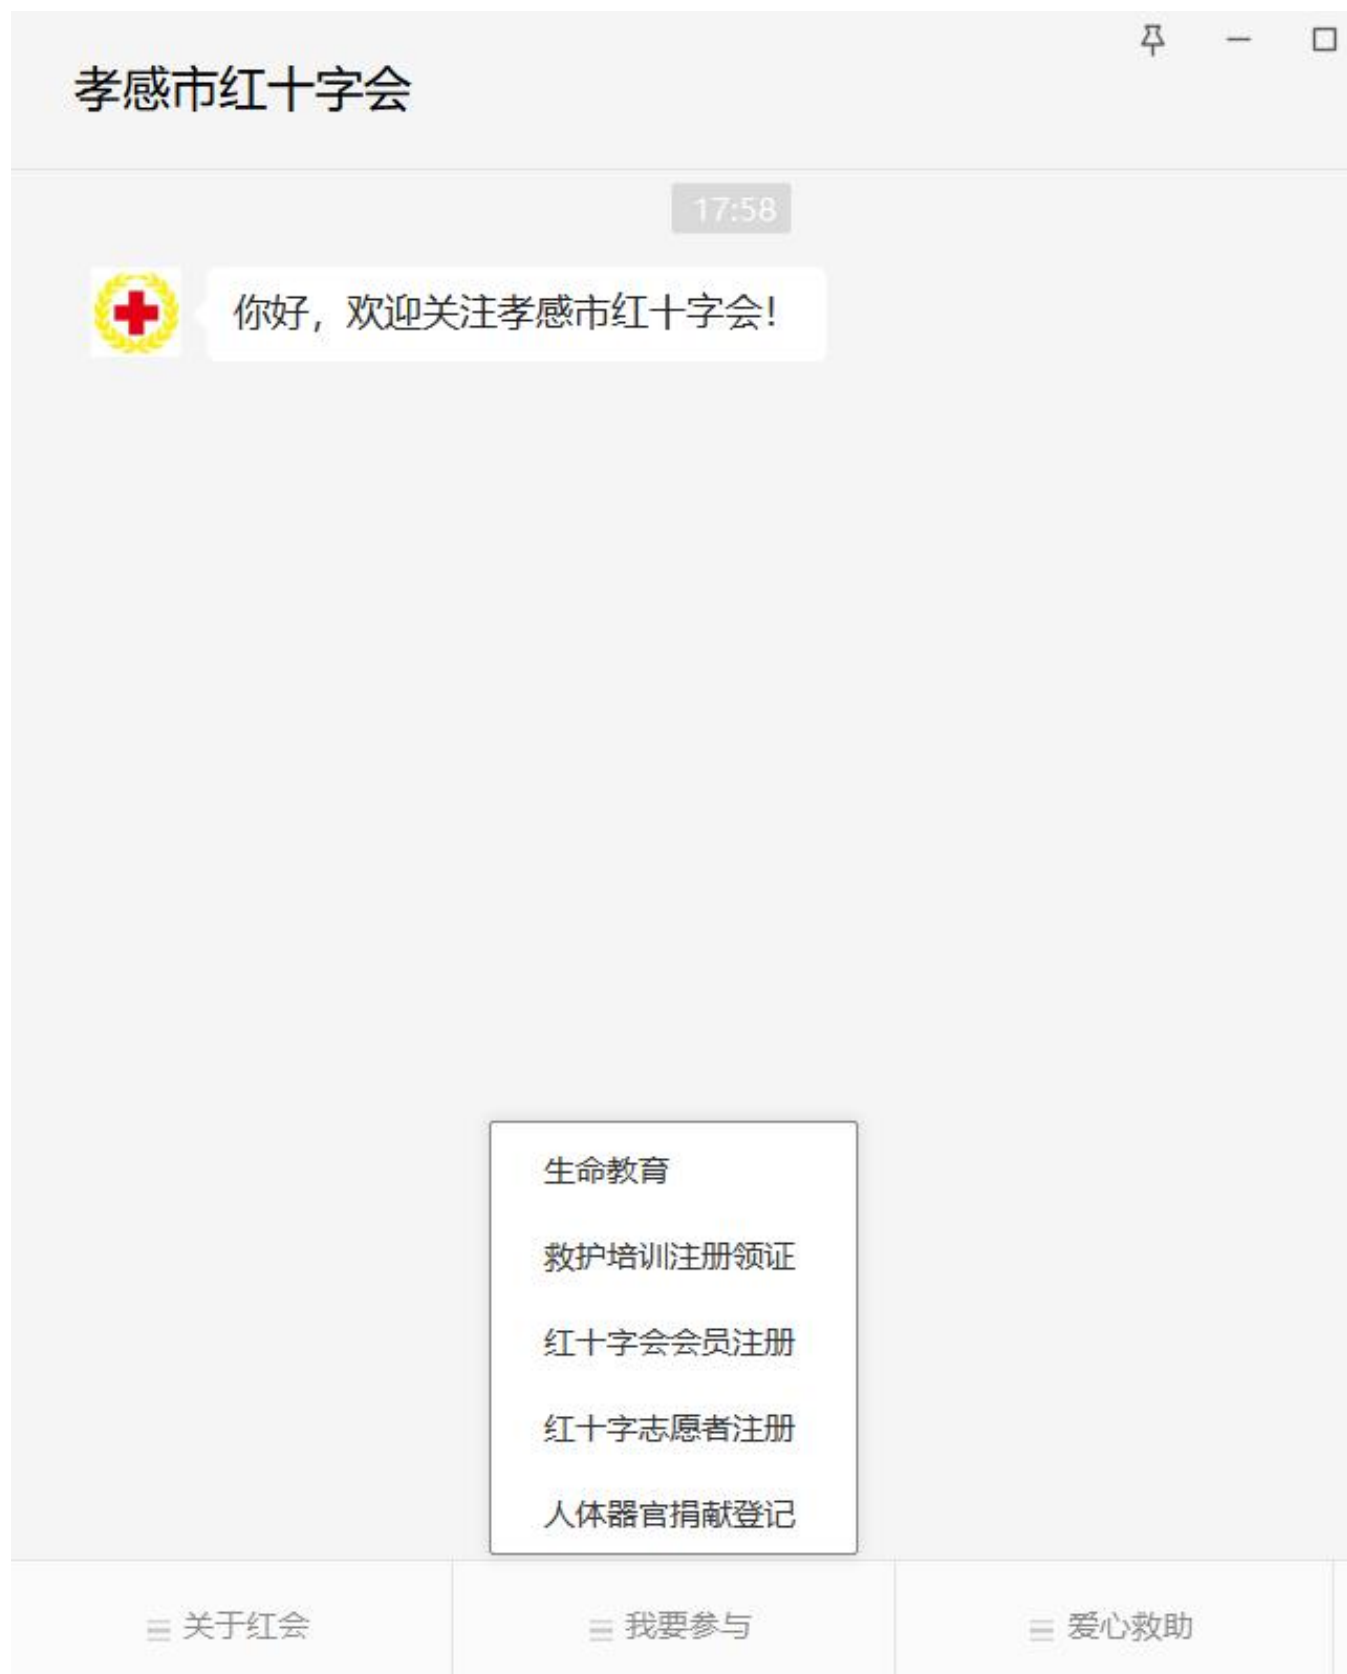 孝感市红十字会
17:58
你好，欢迎关注孝感市红十字会！
生命教育
救护培训注册领证
红十字会会员注册
红十字志愿者注册
人体器官捐献登记
关于红会
我要参与
爱心救助